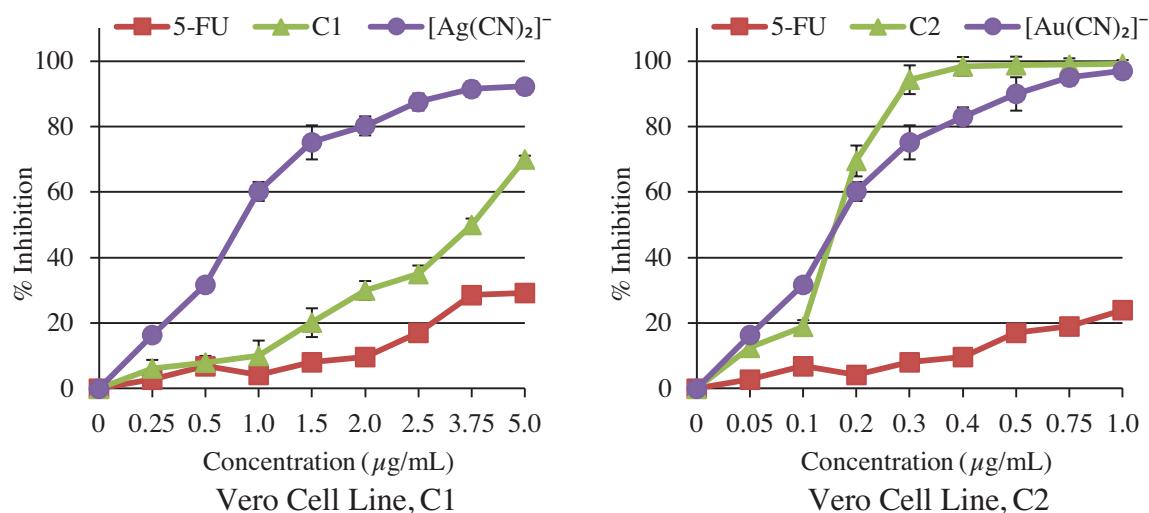 5-FU C1 [Ag(CN)₂]⁻
100
80
60
40
20
0
% Inhibition
0 0.25 0.5 1.0 1.5 2.0 2.5 3.75 5.0
Concentration (µg/mL)
Vero Cell Line, C1
5-FU C2 [Au(CN)₂]⁻
100
80
60
40
20
0
% Inhibition
0 0.05 0.1 0.2 0.3 0.4 0.5 0.75 1.0
Concentration (µg/mL)
Vero Cell Line, C2